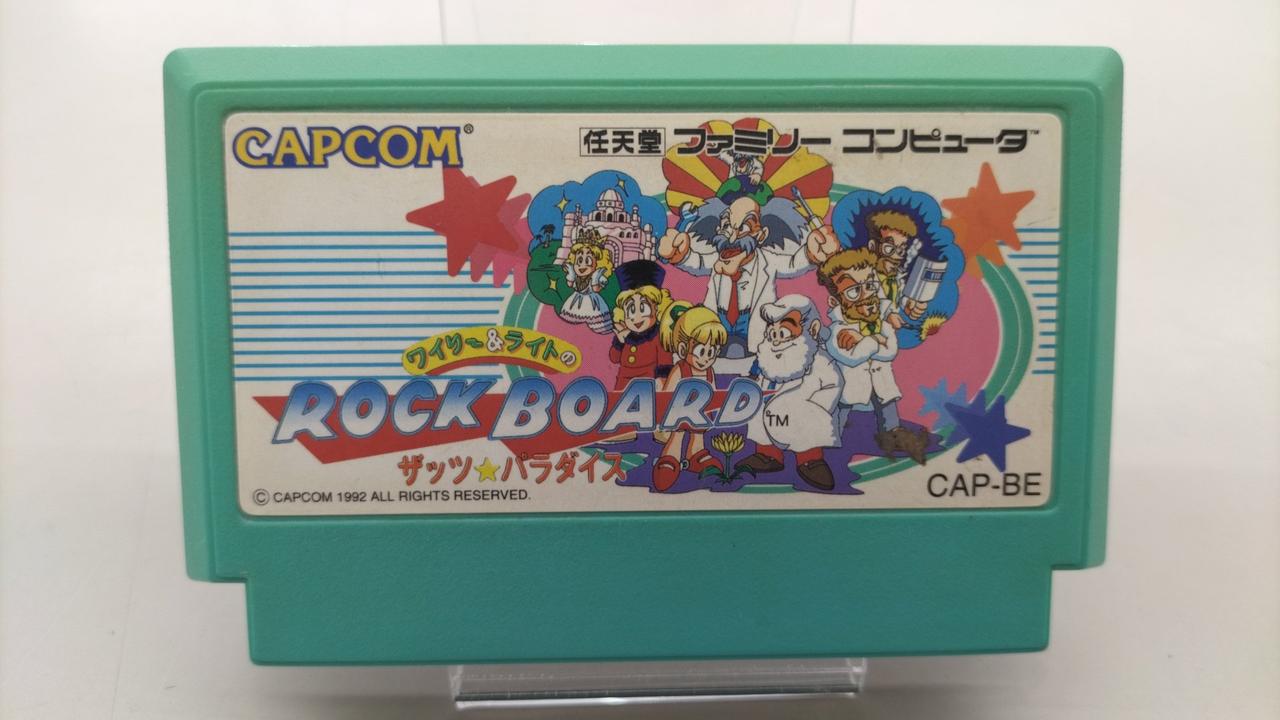 CAPCOM®
任天堂 ファミリー コンピュータ™
ワイリー&ライトの
ROCK BOARD™
ザッツ☆パラダイス
© CAPCOM 1992 ALL RIGHTS RESERVED.
CAP-BE